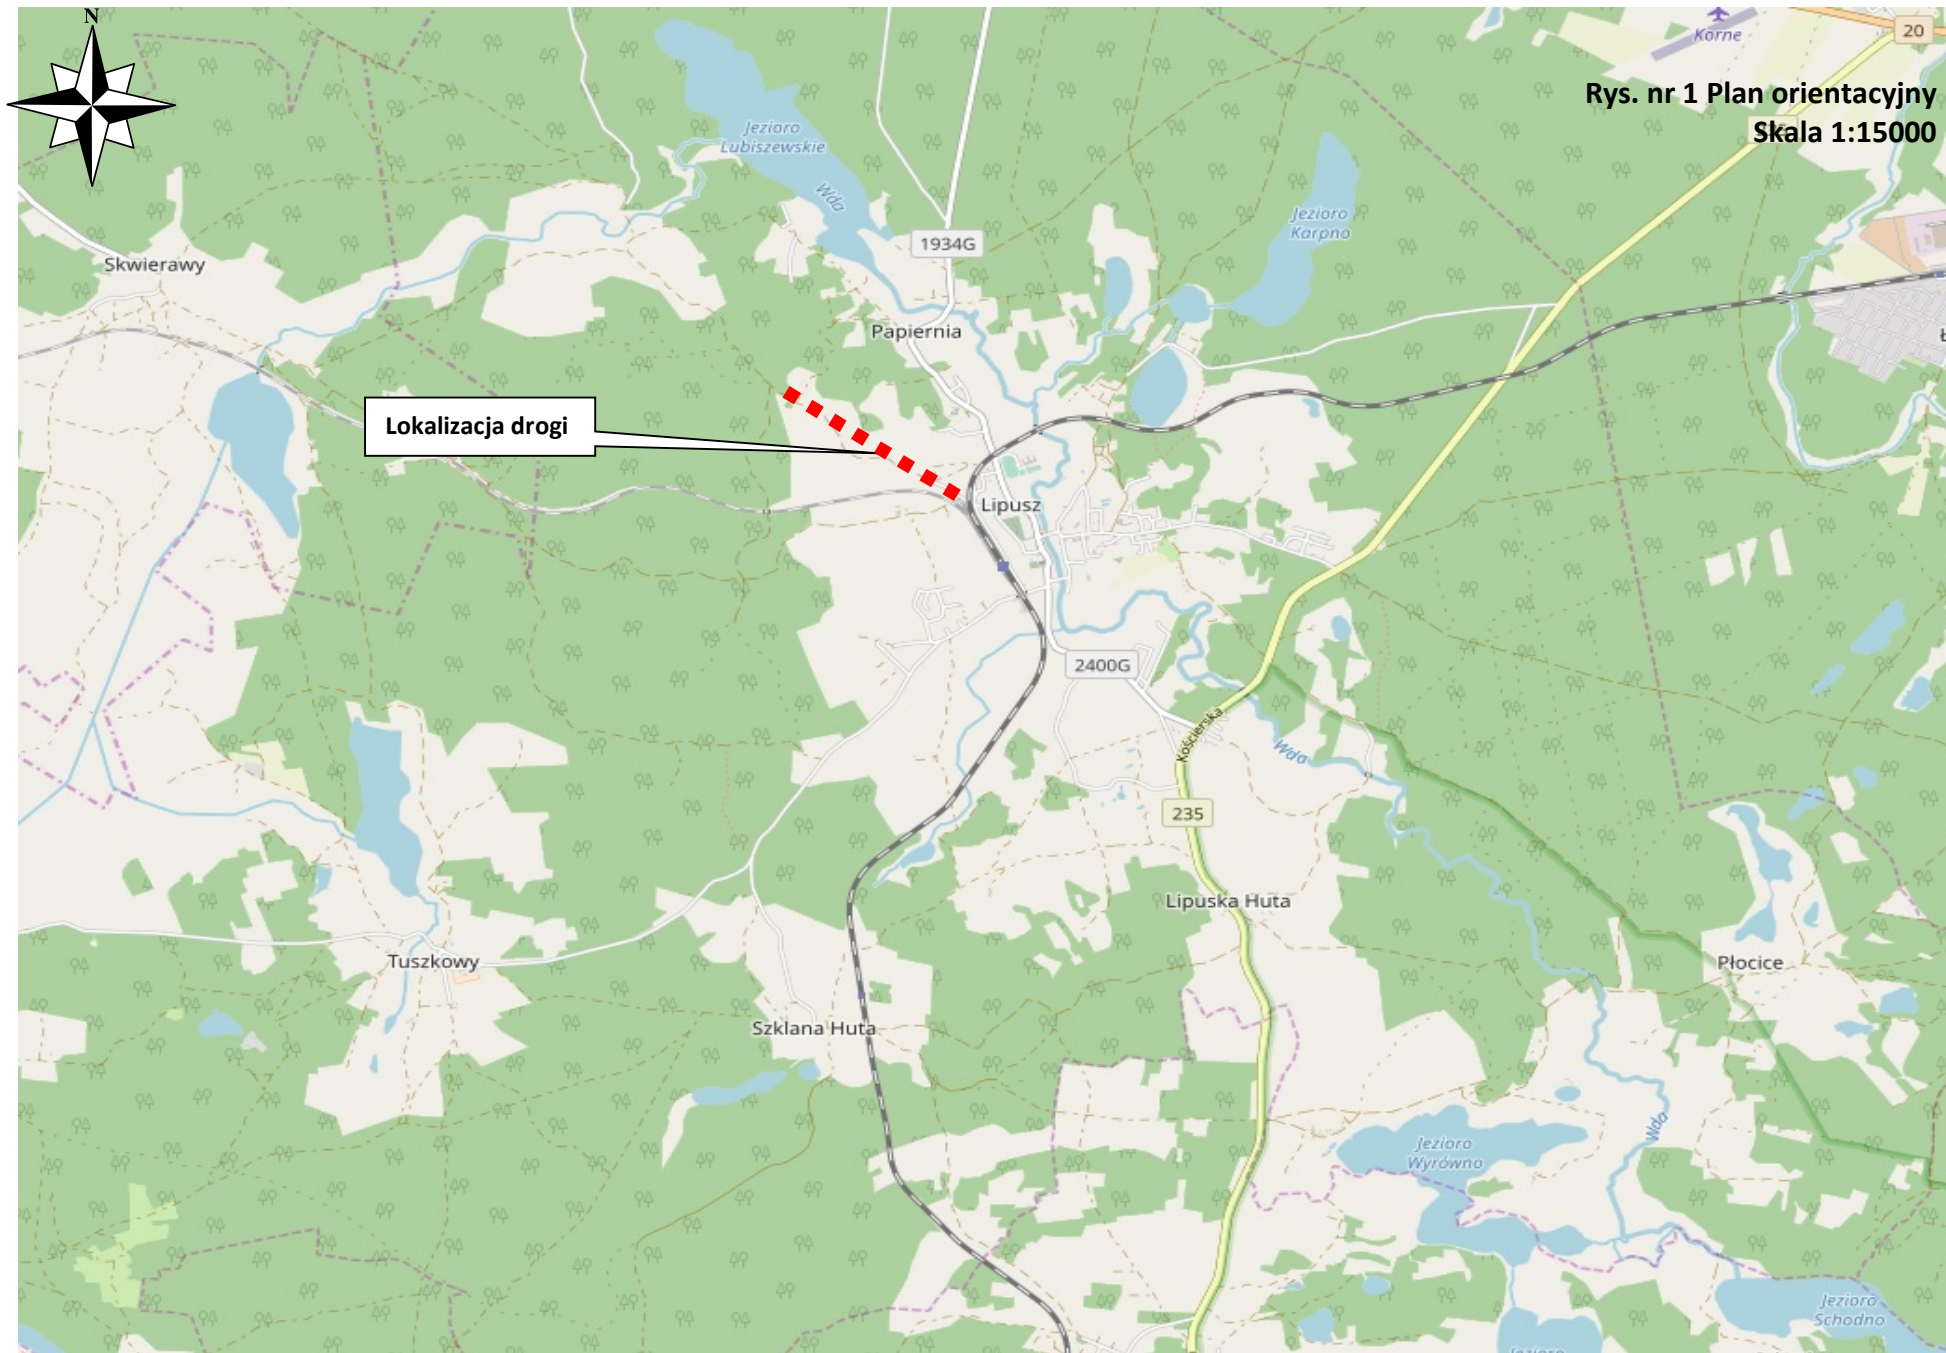 N
Korne
20
Rys. nr 1 Plan orientacyjny
Skala 1:15000
Jezioro
Lubiszewskie
Wda
Jezioro
Karpno
1934G
Skwierawy
Papiernia
Ł
Lokalizacja drogi
Lipusz
2400G
Kościerska
Wda
235
Lipuska Huta
Tuszkowy
Płocice
Szklana Huta
Wda
Jezioro
Wyrówno
Jezioro
Schodno
Jezioro